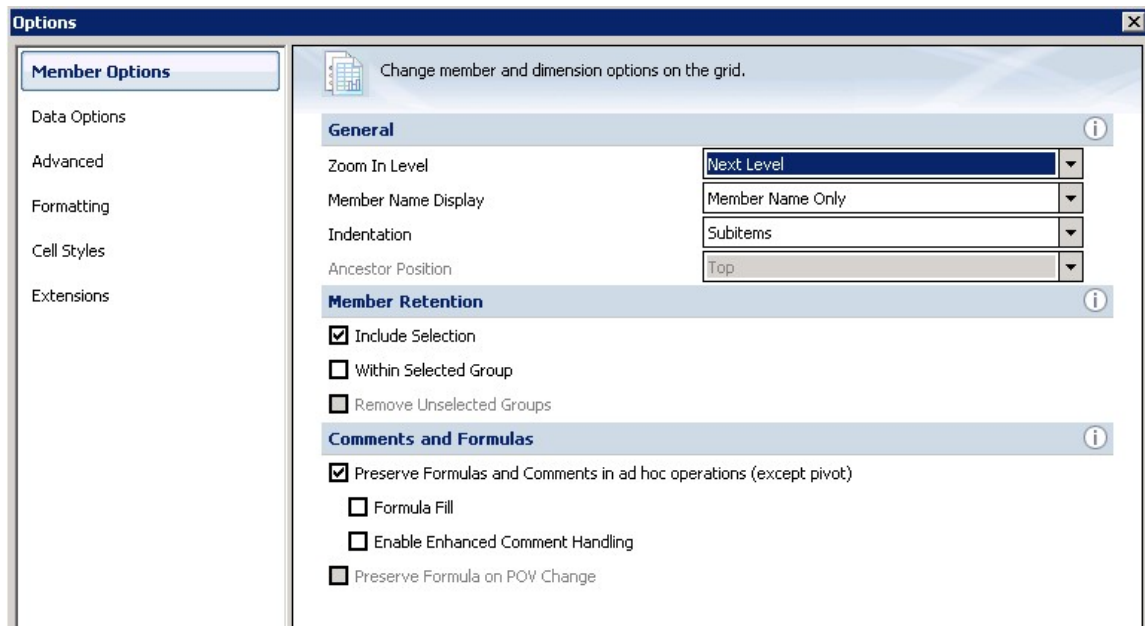 Options
Member Options
Data Options
Advanced
Formatting
Cell Styles
Extensions
Change member and dimension options on the grid.
General
Zoom In Level
Next Level
Member Name Display
Member Name Only
Indentation
Subitems
Ancestor Position
Top
Member Retention
Include Selection
Within Selected Group
Remove Unselected Groups
Comments and Formulas
Preserve Formulas and Comments in ad hoc operations (except pivot)
Formula Fill
Enable Enhanced Comment Handling
Preserve Formula on POV Change